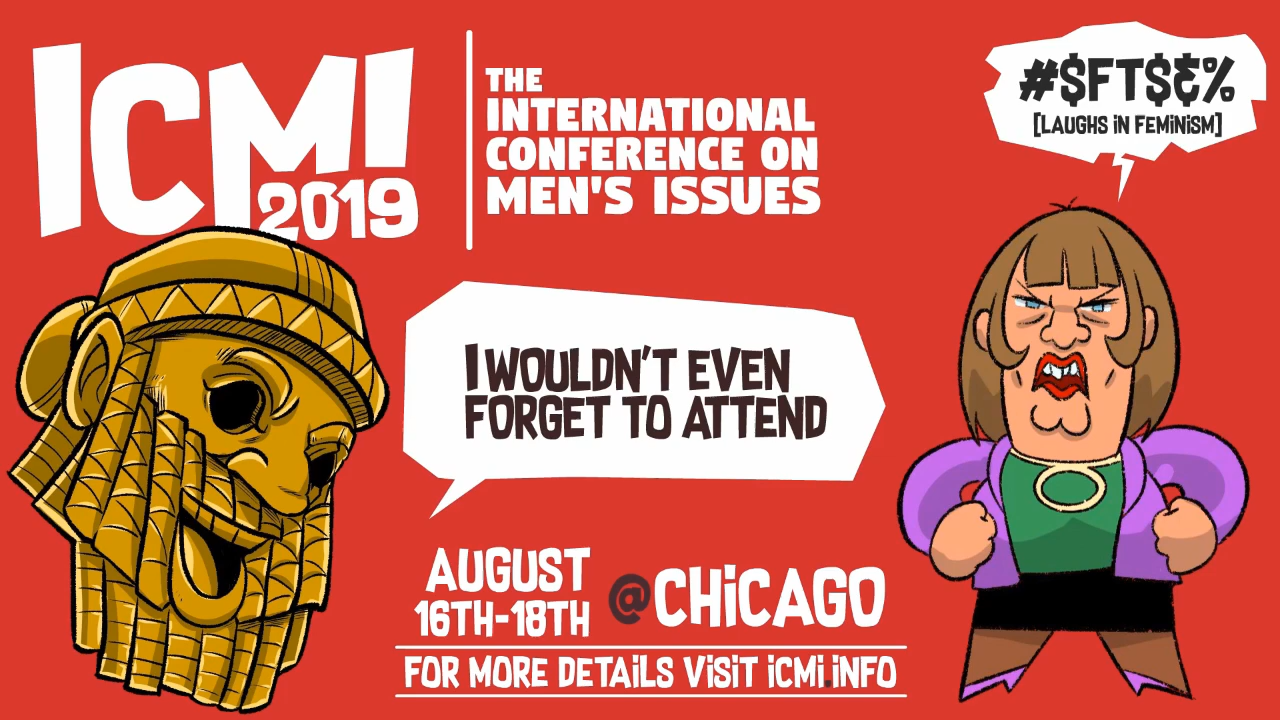 ICMI
2019
THE
INTERNATIONAL
CONFERENCE ON
MEN'S ISSUES
#$FT$&%
[LAUGHS IN FEMINISM]
I WOULDN'T EVEN
FORGET TO ATTEND
AUGUST
16TH-18TH
@CHICAGO
FOR MORE DETAILS VISIT ICMI.INFO